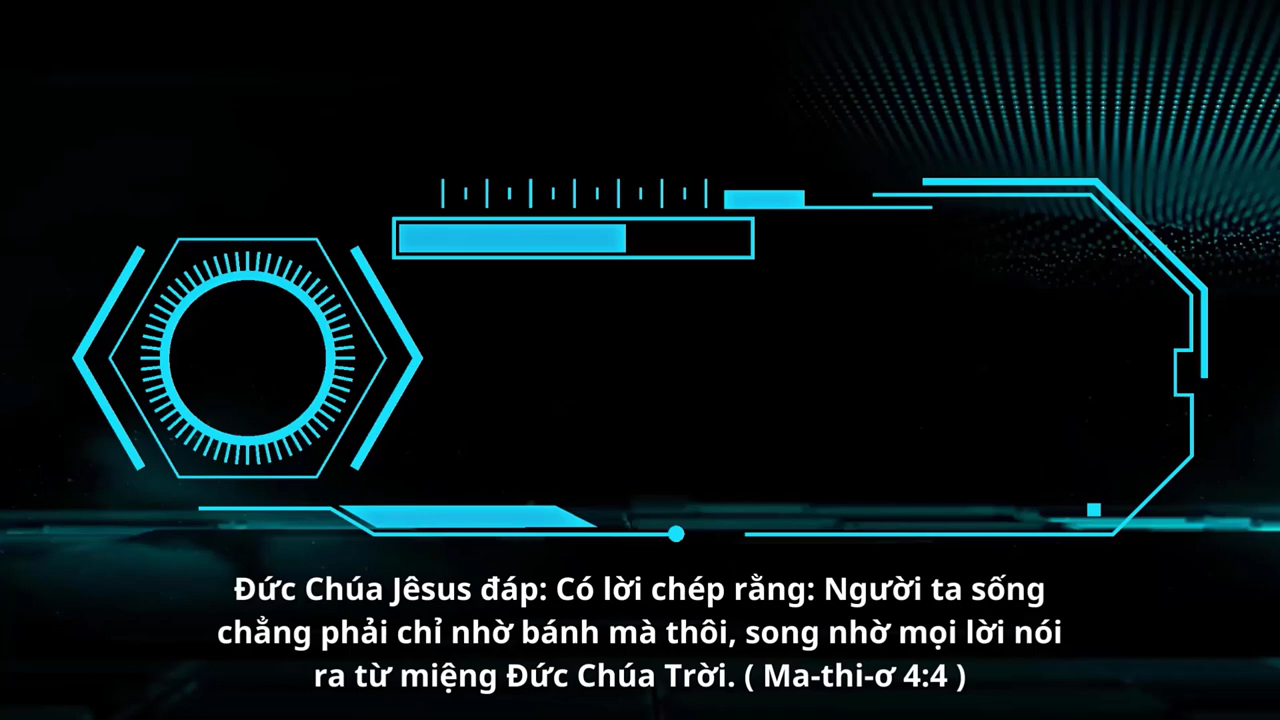 Đức Chúa Jêsus đáp: Có lời chép rằng: Người ta sống
chẳng phải chỉ nhờ bánh mà thôi, song nhờ mọi lời nói
ra từ miệng Đức Chúa Trời. ( Ma-thi-ơ 4:4 )